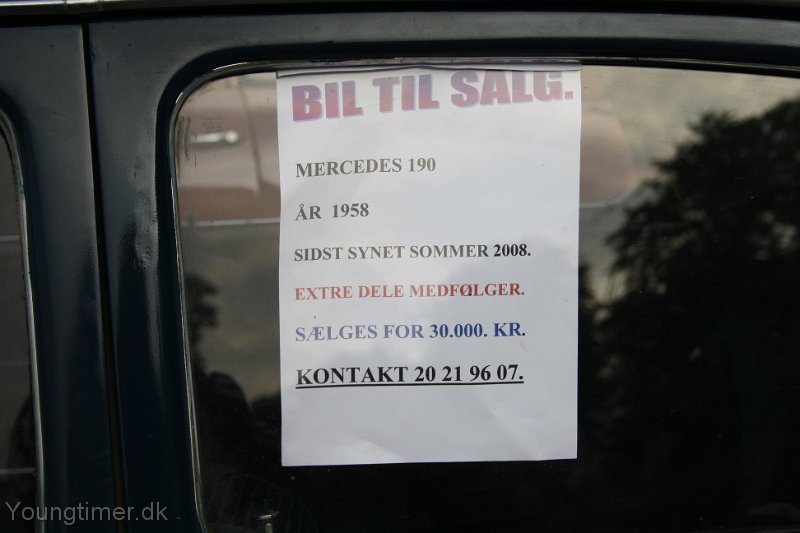 BIL TIL SALG.
MERCEDES 190
ÅR 1958
SIDST SYNET SOMMER 2008.
EXTRE DELE MEDFØLGER.
SÆLGES FOR 30.000. KR.
KONTAKT 20 21 96 07.
Youngtimer.dk